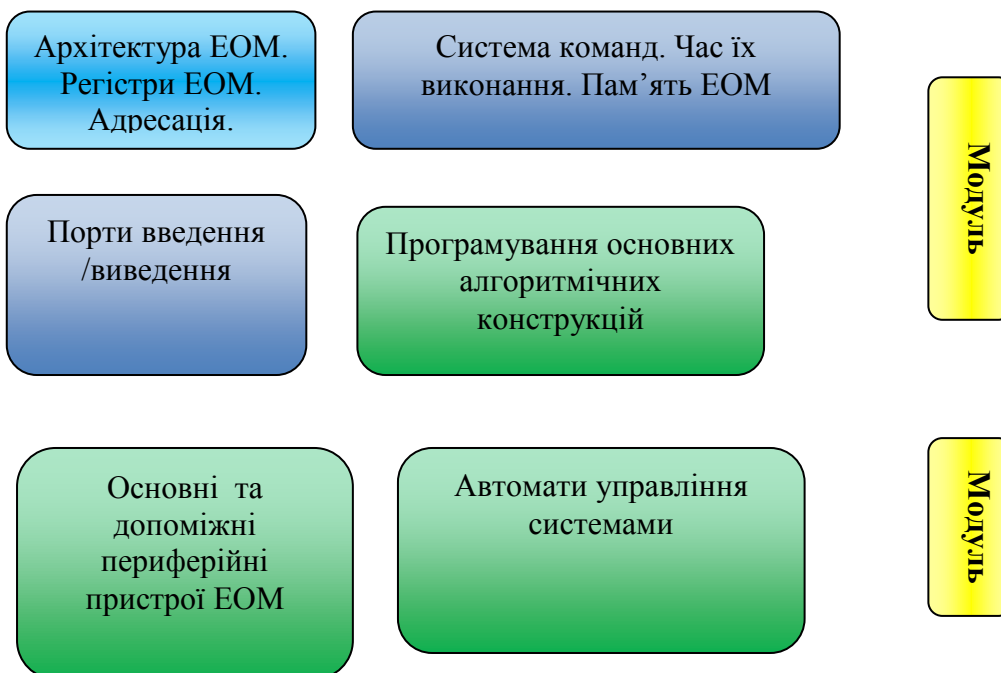 Архітектура ЕОМ.
Регістри ЕОМ.
Адресація.
Система команд. Час їх
виконання. Пам’ять ЕОМ
Модуль
Порти введення
/виведення
Програмування основних
алгоритмічних
конструкцій
Основні та
допоміжні
периферійні
пристрої ЕОМ
Автомати управління
системами
Модуль